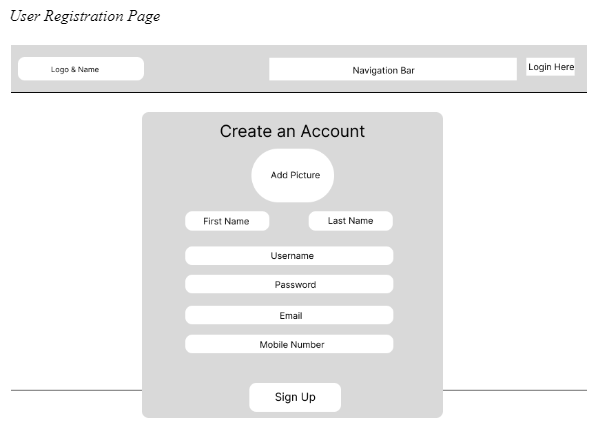 User Registration Page
Logo & Name
Navigation Bar
Login Here
Create an Account
Add Picture
First Name
Last Name
Username
Password
Email
Mobile Number
Sign Up